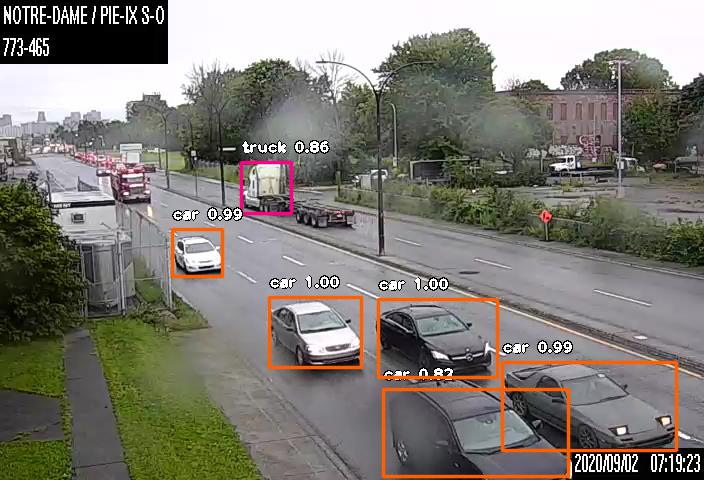 NOTRE-DAME / PIE-IX S-O
773-465
truck 0.86
car 0.99
car 1.00
car 1.00
car 0.99
car 0.82
2020/09/02 07:19:23